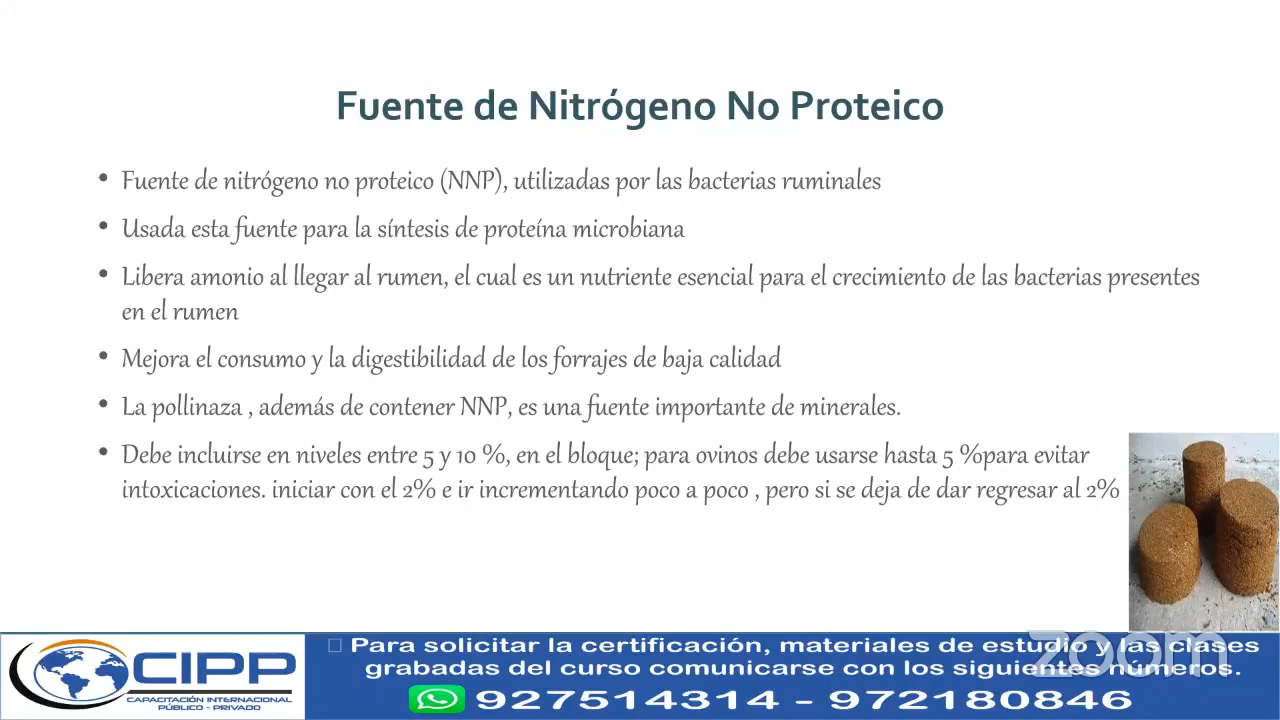 Fuente de Nitrógeno No Proteico
• Fuente de nitrógeno no proteico (NNP), utilizadas por las bacterias ruminales
• Usada esta fuente para la síntesis de proteína microbiana
• Libera amonio al llegar al rumen, el cual es un nutriente esencial para el crecimiento de las bacterias presentes
en el rumen
• Mejora el consumo y la digestibilidad de los forrajes de baja calidad
• La pollinaza , además de contener NNP, es una fuente importante de minerales.
• Debe incluirse en niveles entre 5 y 10 %, en el bloque; para ovinos debe usarse hasta 5 %para evitar
intoxicaciones. iniciar con el 2% e ir incrementando poco a poco , pero si se deja de dar regresar al 2%
zoom
CIPP
CAPACITACIÓN INTERNACIONAL
PÚBLICO - PRIVADO
Para solicitar la certificación, materiales de estudio y las clases
grabadas del curso comunicarse con los siguientes números.
927514314 - 972180846